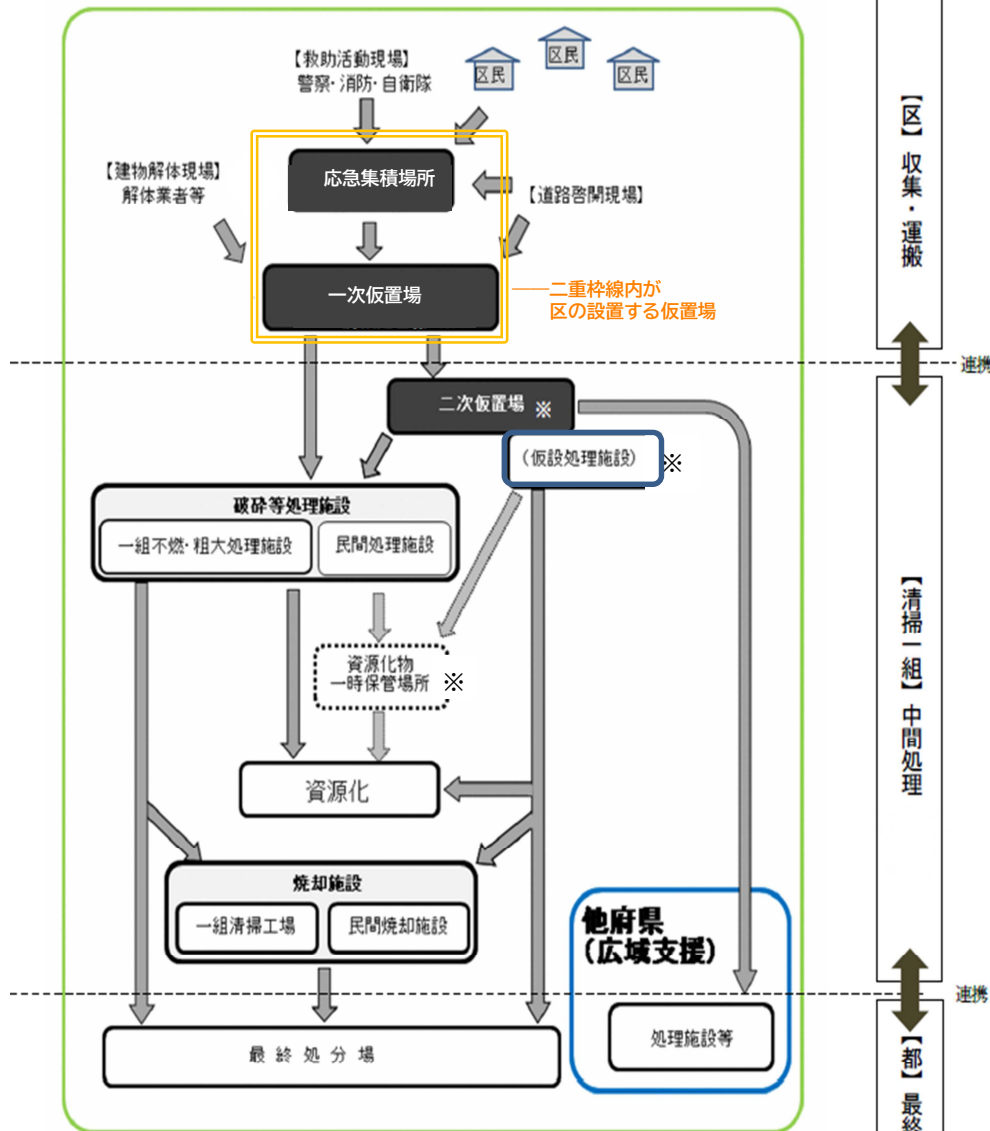 【救助活動現場】
警察・消防・自衛隊
区民
区民
区民
【建物解体現場】
解体業者等
応急集積場所
【道路啓開現場】
一次仮置場
二重枠線内が
区の設置する仮置場
【区】収集・運搬
連携
二次仮置場 ※
（仮設処理施設） ※
破砕等処理施設
一組不燃・粗大処理施設
民間処理施設
資源化物
一時保管場所 ※
資源化
【清掃一組】中間処理
焼却施設
一組清掃工場
民間焼却施設
他府県
（広域支援）
連携
処理施設等
最終処分場
【都】最終